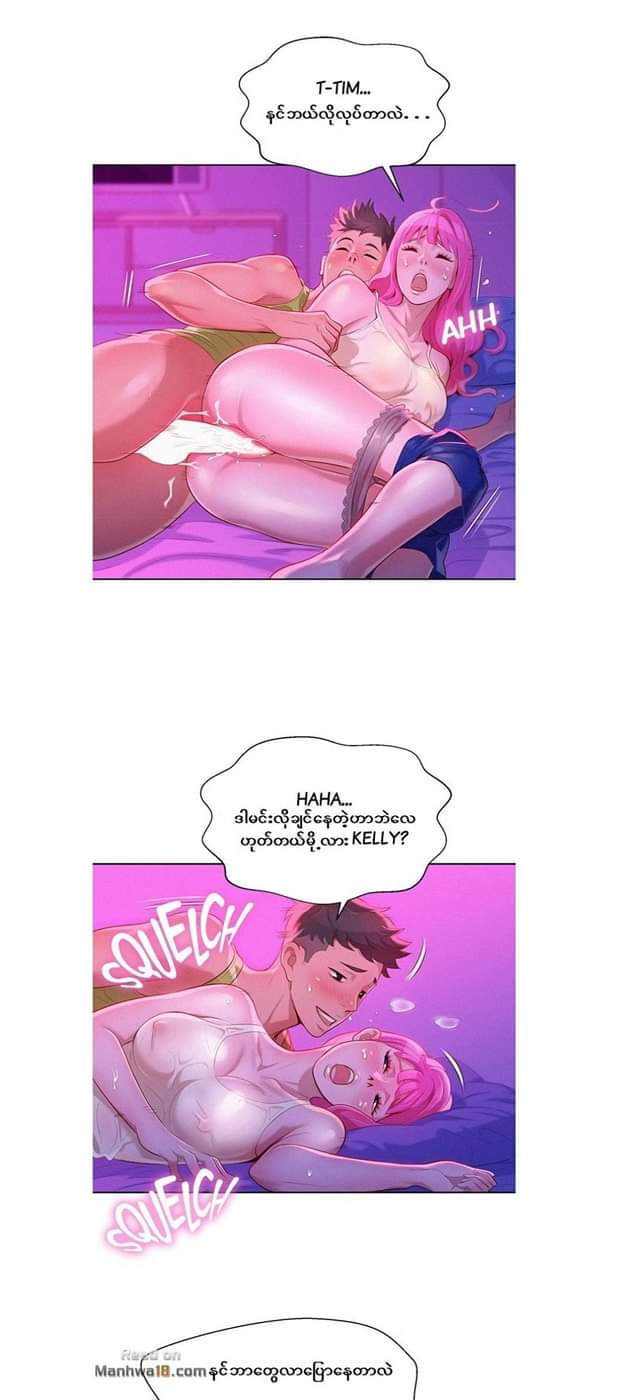 T-TIM...
နင်ဘယ်လိုလုပ်တာလဲ...
AHH
HAHA...
ဒါမင်းလိုချင်နေတဲ့ဟာဘဲလေ
ဟုတ်တယ်မို့လား KELLY?
SQUELCH
SQUELCH
Read on
Manhwa18.com
နင်ဘာတွေလာပြောနေတာလဲ